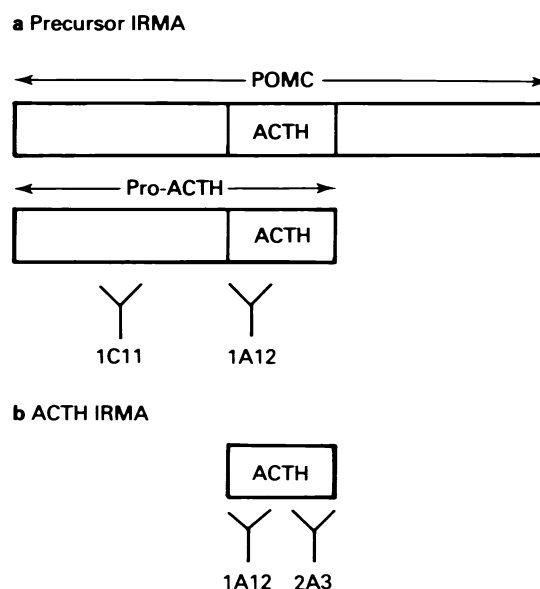 a Precursor IRMA
POMC
ACTH
Pro-ACTH
ACTH
1C11 1A12
b ACTH IRMA
ACTH
1A12 2A3